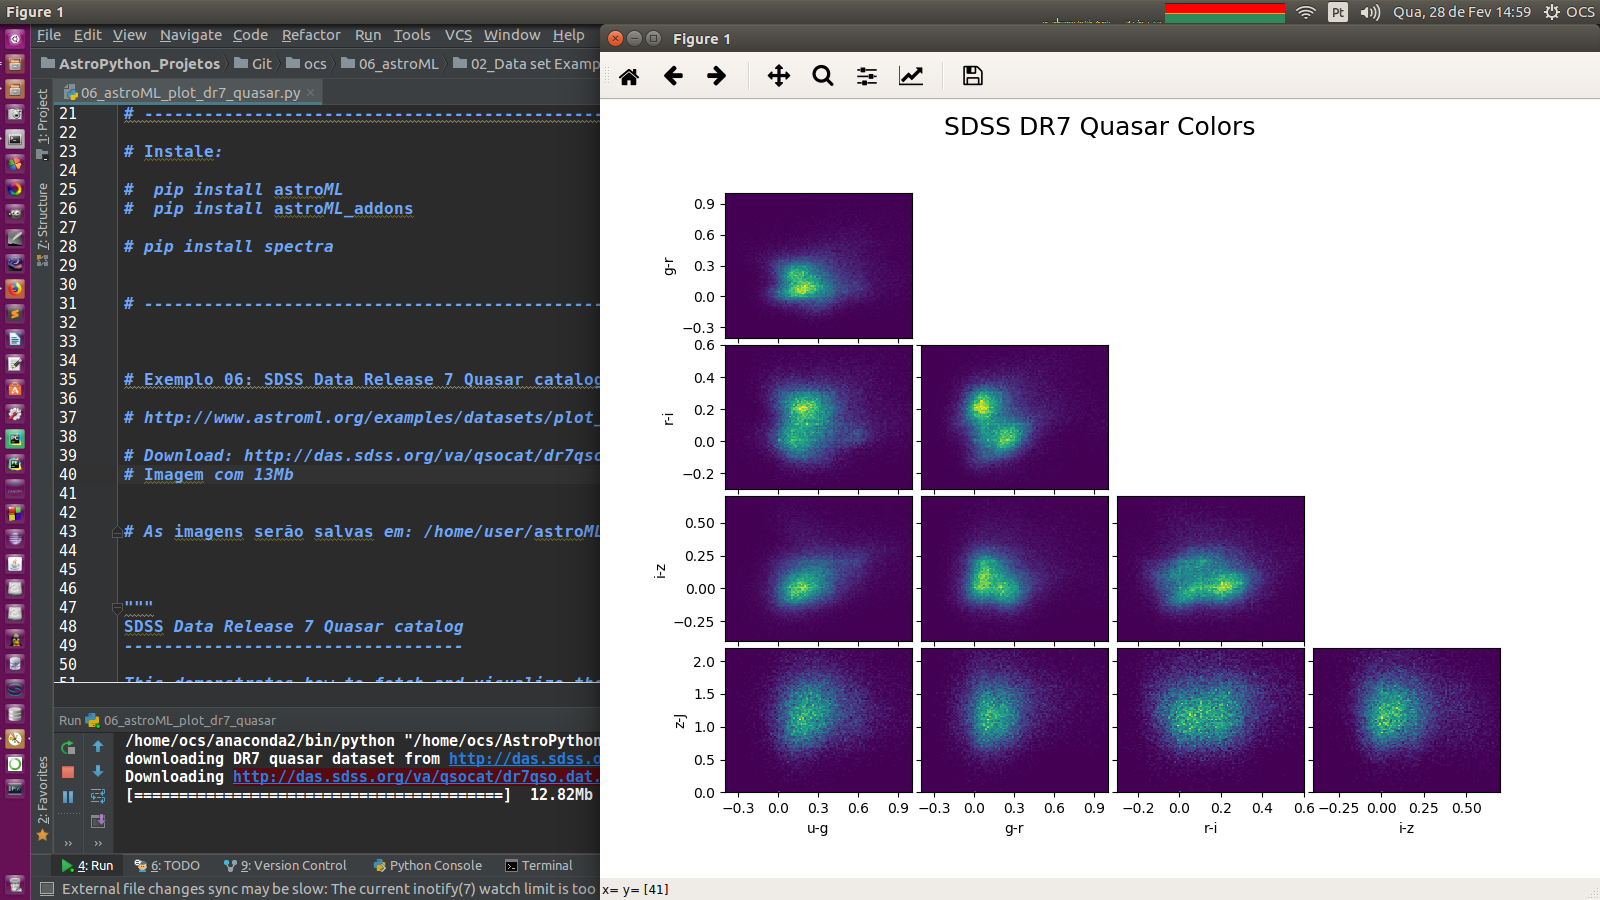 Figure 1
Pt
Qua, 28 de Fev 14:59
OCS
File Edit View Navigate Code Refactor Run Tools VCS Window Help
AstroPython_Projetos Git ocs 06_astroML 02_Data set Examp
06_astroML_plot_dr7_quasar.py
1: Project
7: Structure
2: Favorites
21 # ----------------------------------------------
22
23 # Instale:
24
25 #  pip install astroML
26 #  pip install astroML_addons
27
28 # pip install spectra
29
30
31 # ----------------------------------------------
32
33
34
35 # Exemplo 06: SDSS Data Release 7 Quasar catalog
36
37 # http://www.astroml.org/examples/datasets/plot_
38
39 # Download: http://das.sdss.org/va/qsocat/dr7qso
40 # Imagem com 13Mb
41
42
43 # As imagens serão salvas em: /home/user/astroML
44
45
46
47 """
48 SDSS Data Release 7 Quasar catalog
49 ----------------------------------
50
51 This demonstrates how to fetch and visualize the
Run 06_astroML_plot_dr7_quasar
/home/ocs/anaconda2/bin/python "/home/ocs/AstroPython
downloading DR7 quasar dataset from http://das.sdss.o
Downloading http://das.sdss.org/va/qsocat/dr7qso.dat.
[=========================================]  12.82Mb
4: Run 6: TODO 9: Version Control Python Console Terminal
External file changes sync may be slow: The current inotify(7) watch limit is too
Figure 1
SDSS DR7 Quasar Colors
g-r
0.9
0.6
0.3
0.0
−0.3
r-i
0.6
0.4
0.2
0.0
−0.2
i-z
0.50
0.25
0.00
−0.25
z-J
2.0
1.5
1.0
0.5
0.0
−0.3 0.0 0.3 0.6 0.9
u-g
−0.3 0.0 0.3 0.6 0.9
g-r
−0.2 0.0 0.2 0.4 0.6
r-i
−0.25 0.00 0.25 0.50
i-z
x= y= [41]